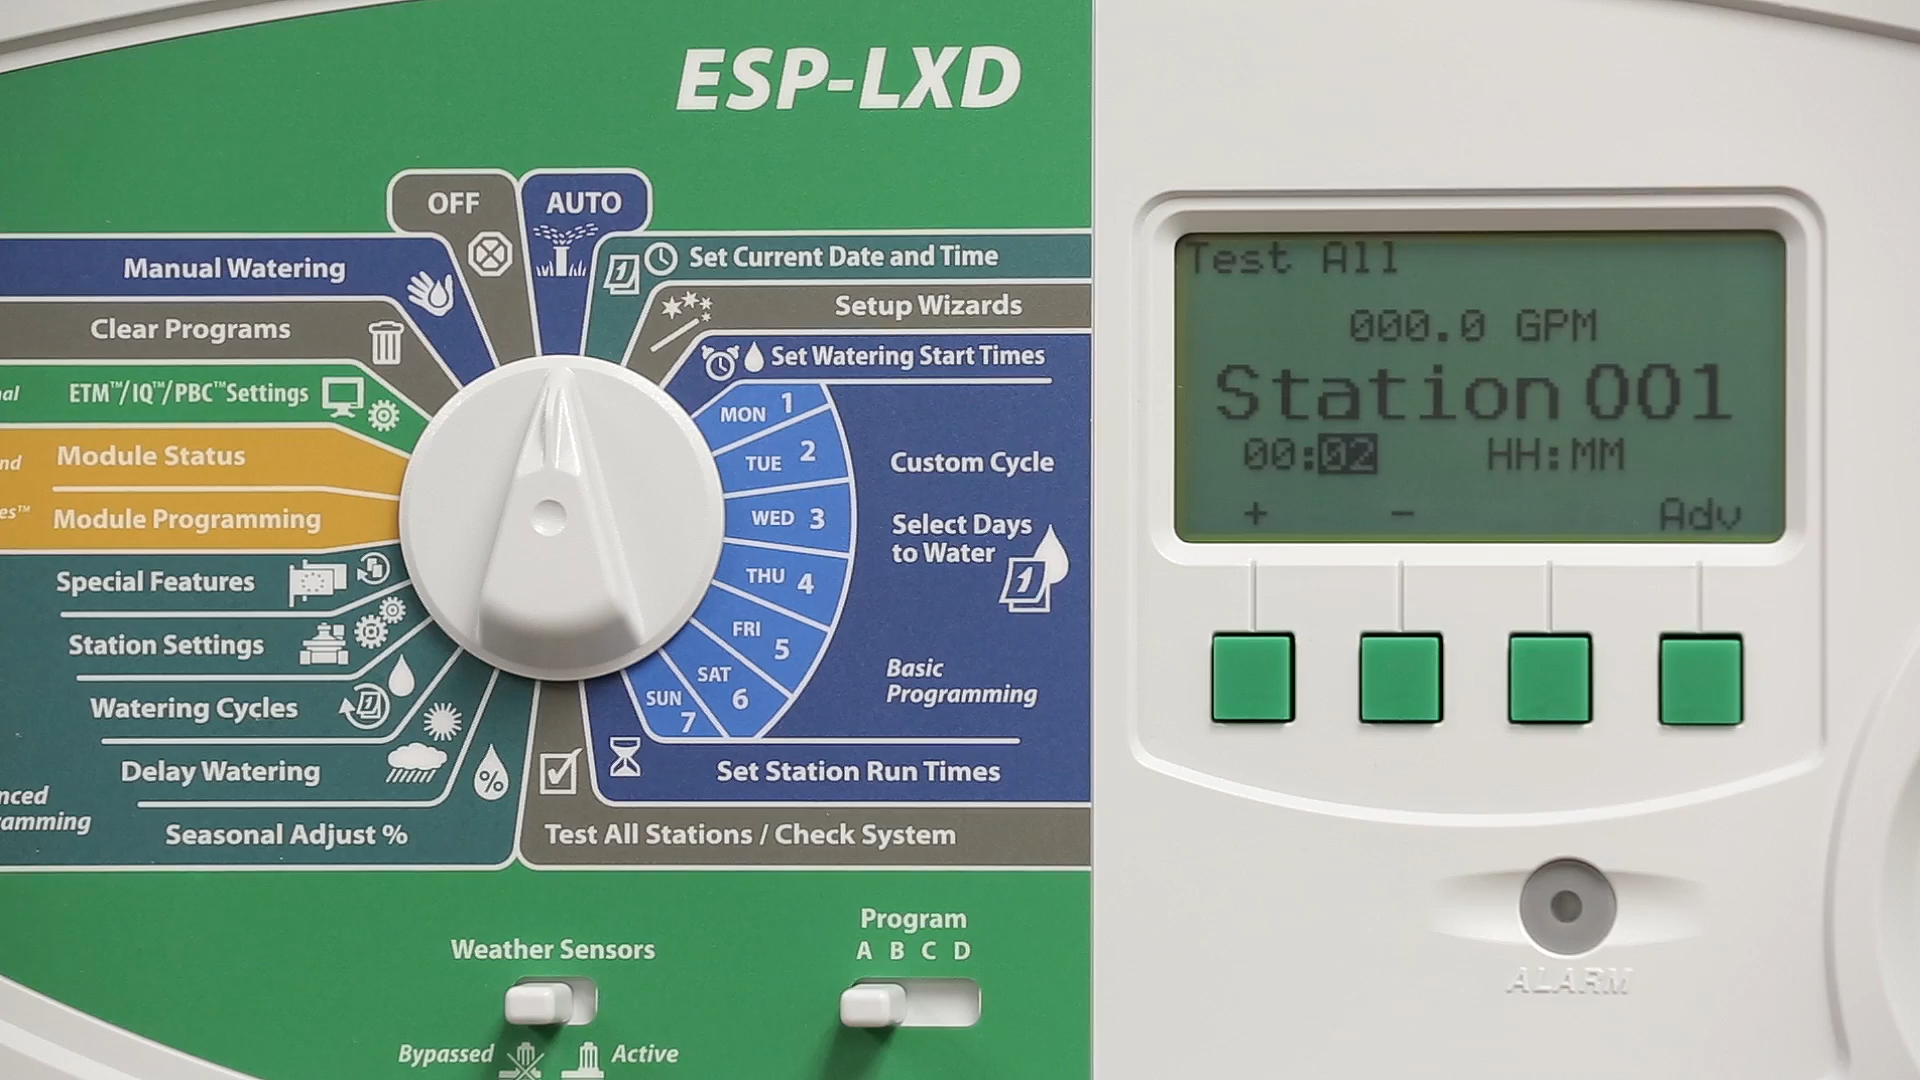 ESP-LXD
OFF
AUTO
Manual Watering
Clear Programs
ETM™/IQ™/PBC™Settings
Module Status
Module Programming
Special Features
Station Settings
Watering Cycles
Delay Watering
Seasonal Adjust %
1 Set Current Date and Time
Setup Wizards
Set Watering Start Times
MON 1
TUE 2
WED 3
THU 4
FRI 5
SAT 6
SUN 7
Custom Cycle
Select Days
to Water
1
Basic
Programming
Set Station Run Times
Test All Stations / Check System
%
1
Weather Sensors
Bypassed
Active
Program
A B C D
Test All
000.0 GPM
Station 001
00:02 HH:MM
+ - Adv
ALARM